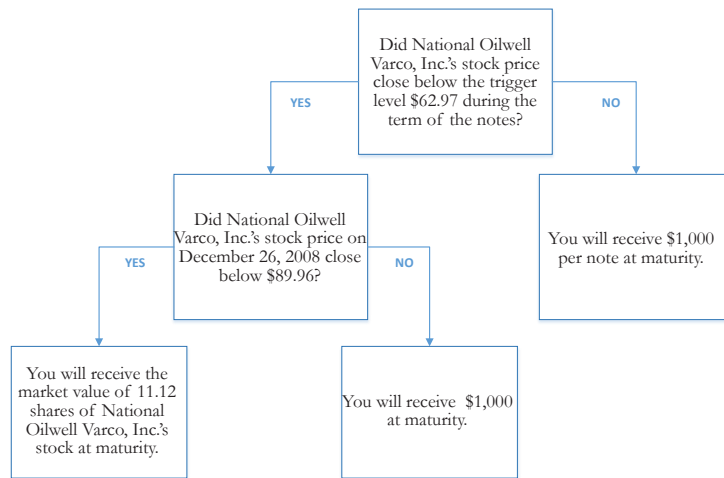 Did National Oilwell
Varco, Inc.'s stock price
close below the trigger
level $62.97 during the
term of the notes?
YES
NO
Did National Oilwell
Varco, Inc.'s stock price on
December 26, 2008 close
below $89.96?
You will receive $1,000
per note at maturity.
YES
NO
You will receive the
market value of 11.12
shares of National
Oilwell Varco, Inc.'s
stock at maturity.
You will receive $1,000
at maturity.